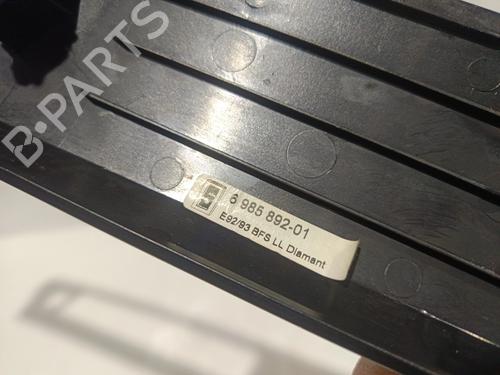 B-PARTS
6 985 892-01
E92/93 BFS LL Diamant